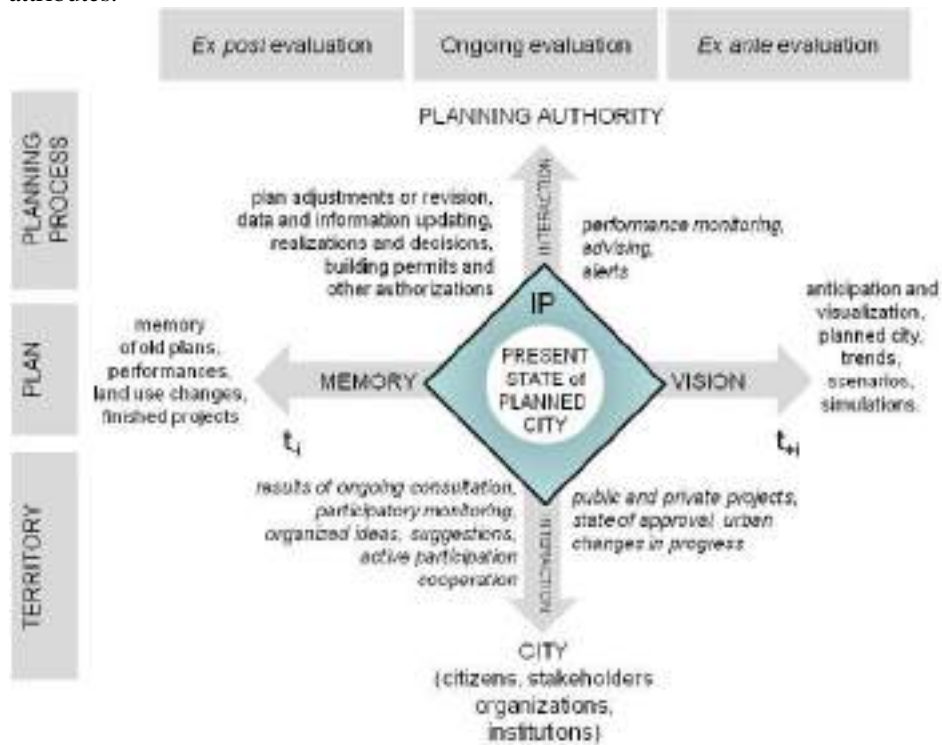 attributes.
Ex post evaluation
Ongoing evaluation
Ex ante evaluation
PLANNING
PROCESS
PLAN
TERRITORY
PLANNING AUTHORITY
INTERACTION
plan adjustments or revision,
data and information updating,
realizations and decisions,
building permits and
other authorizations
performance monitoring,
advising,
alerts
memory
of old plans,
performances,
land use changes,
finished projects
MEMORY
IP
PRESENT
STATE of
PLANNED
CITY
VISION
anticipation and
visualization,
planned city,
trends,
scenarios,
simulations.
t-i
t+i
results of ongoing consultation,
participatory monitoring,
organized ideas, suggestions,
active participation
cooperation
public and private projects,
state of approval urban
changes in progress
INTERACTION
CITY
(citizens, stakeholders
organizations,
institutions)